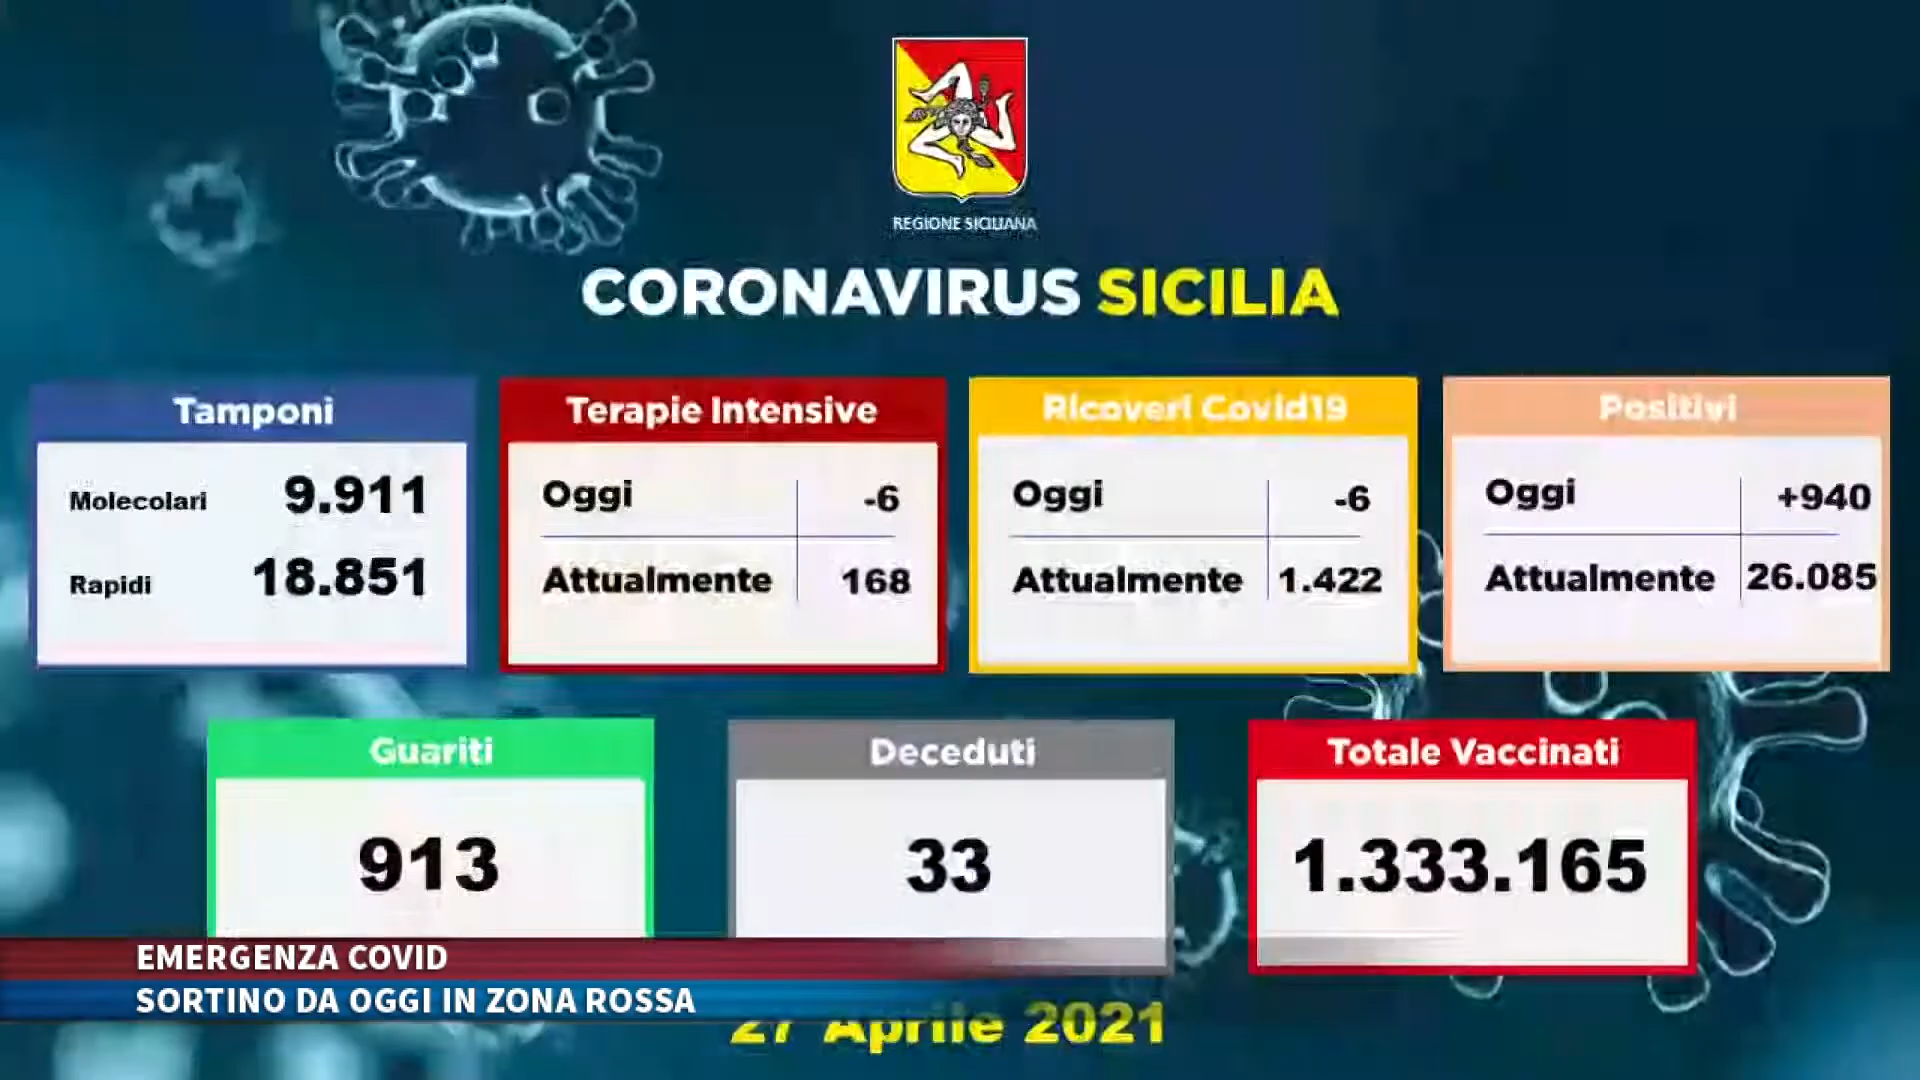 REGIONE SICILIANA
CORONAVIRUS SICILIA
Tamponi
Molecolari 9.911
Rapidi 18.851
Terapie Intensive
Oggi -6
Attualmente 168
Ricoveri Covid19
Oggi -6
Attualmente 1.422
Positivi
Oggi +940
Attualmente 26.085
Guariti
913
Deceduti
33
Totale Vaccinati
1.333.165
EMERGENZA COVID
SORTINO DA OGGI IN ZONA ROSSA
27 Aprile 2021